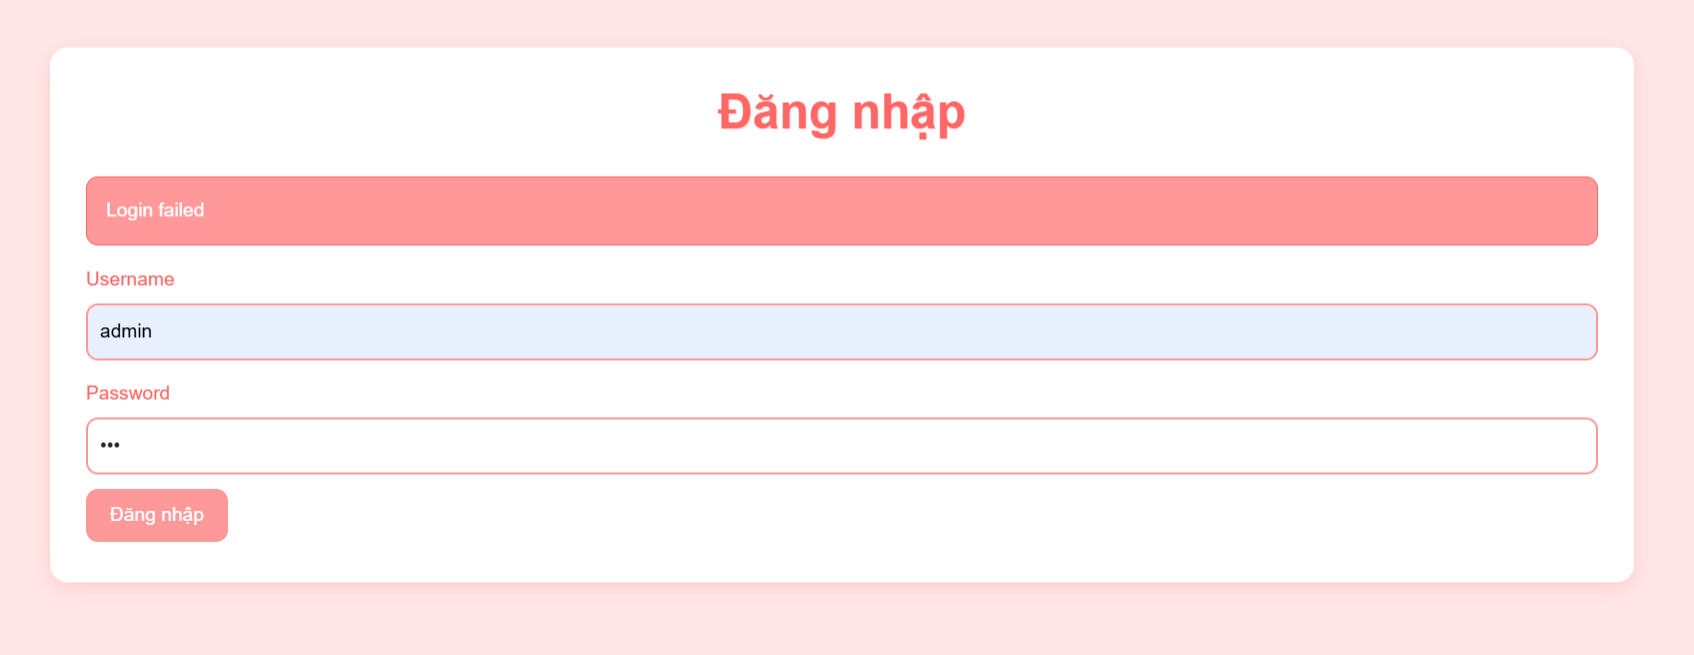 Đăng nhập
Login failed
Username
admin
Password
•••
Đăng nhập